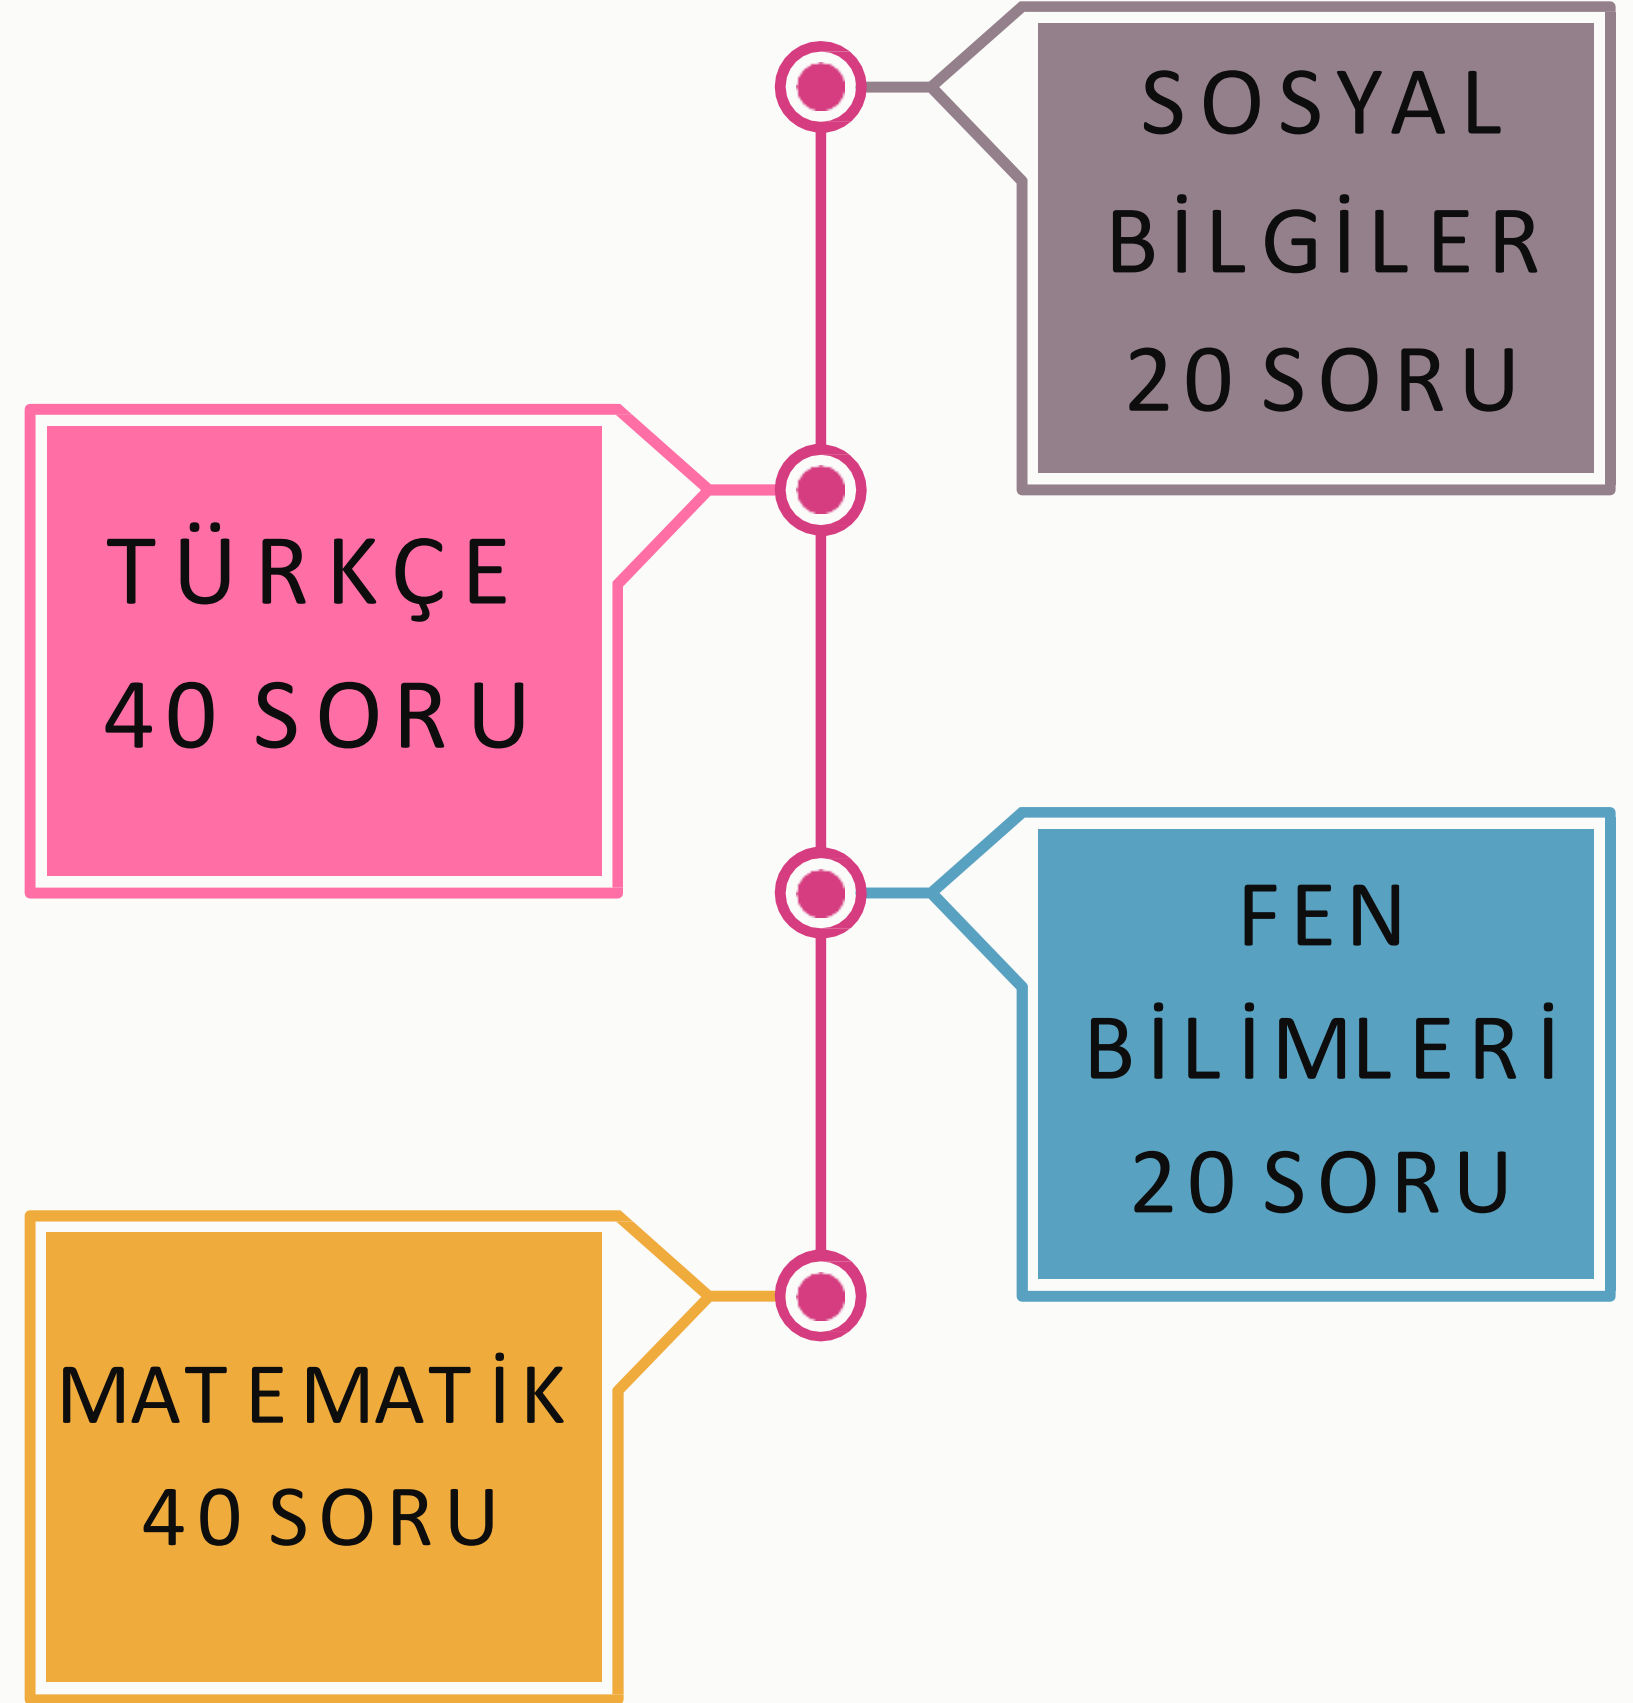 SOSYAL
BİLGİLER
20 SORU
TÜRKÇE
40 SORU
FEN
BİLİMLERİ
20 SORU
MATEMATİK
40 SORU